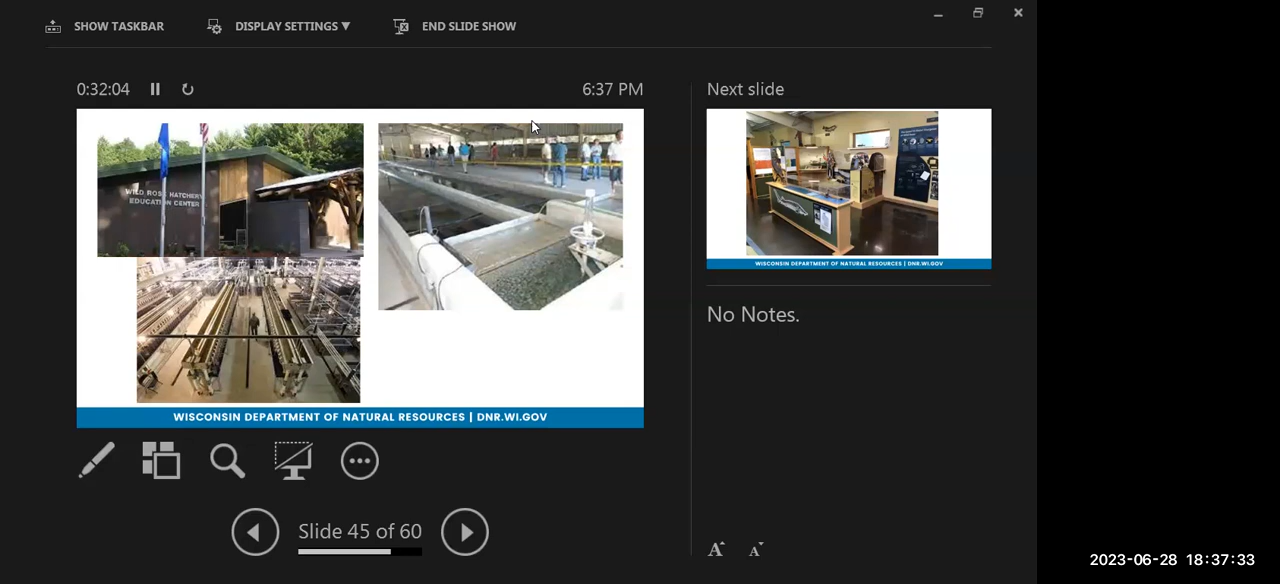 SHOW TASKBAR
DISPLAY SETTINGS ▼
END SLIDE SHOW
0:32:04
6:37 PM
Next slide
WILD ROSE HATCHERY
EDUCATION CENTER
WISCONSIN DEPARTMENT OF NATURAL RESOURCES | DNR.WI.GOV
WISCONSIN DEPARTMENT OF NATURAL RESOURCES | DNR.WI.GOV
No Notes.
Slide 45 of 60
A A
2023-06-28 18:37:33